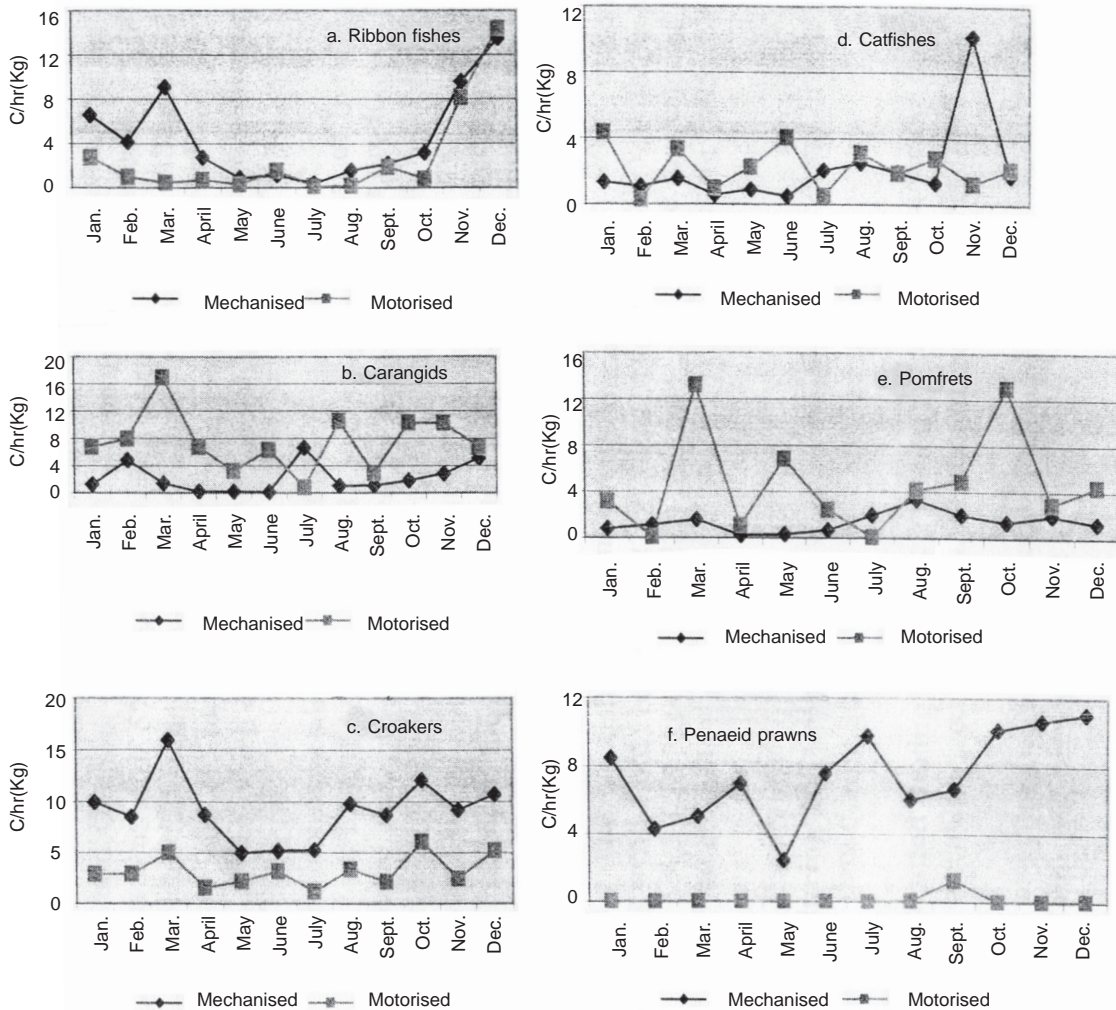 a. Ribbon fishes
C/hr(Kg)
16
12
8
4
0
Jan. Feb. Mar. April May June July Aug. Sept. Oct. Nov. Dec.
Mechanised Motorised
b. Carangids
C/hr(Kg)
20
16
12
8
4
0
Jan. Feb. Mar. April May June July Aug. Sept. Oct. Nov. Dec.
Mechanised Motorised
c. Croakers
C/hr(Kg)
20
15
10
5
0
Jan. Feb. Mar. April May June July Aug. Sept. Oct. Nov. Dec.
Mechanised Motorised
d. Catfishes
C/hr(Kg)
12
8
4
0
Jan. Feb. Mar. April May June July Aug. Sept. Oct. Nov. Dec.
Mechanised Motorised
e. Pomfrets
C/hr(Kg)
16
12
8
4
0
Jan. Feb. Mar. April May June July Aug. Sept. Oct. Nov. Dec.
Mechanised Motorised
f. Penaeid prawns
C/hr(Kg)
12
8
4
0
Jan. Feb. Mar. April May June July Aug. Sept. Oct. Nov. Dec.
Mechanised Motorised